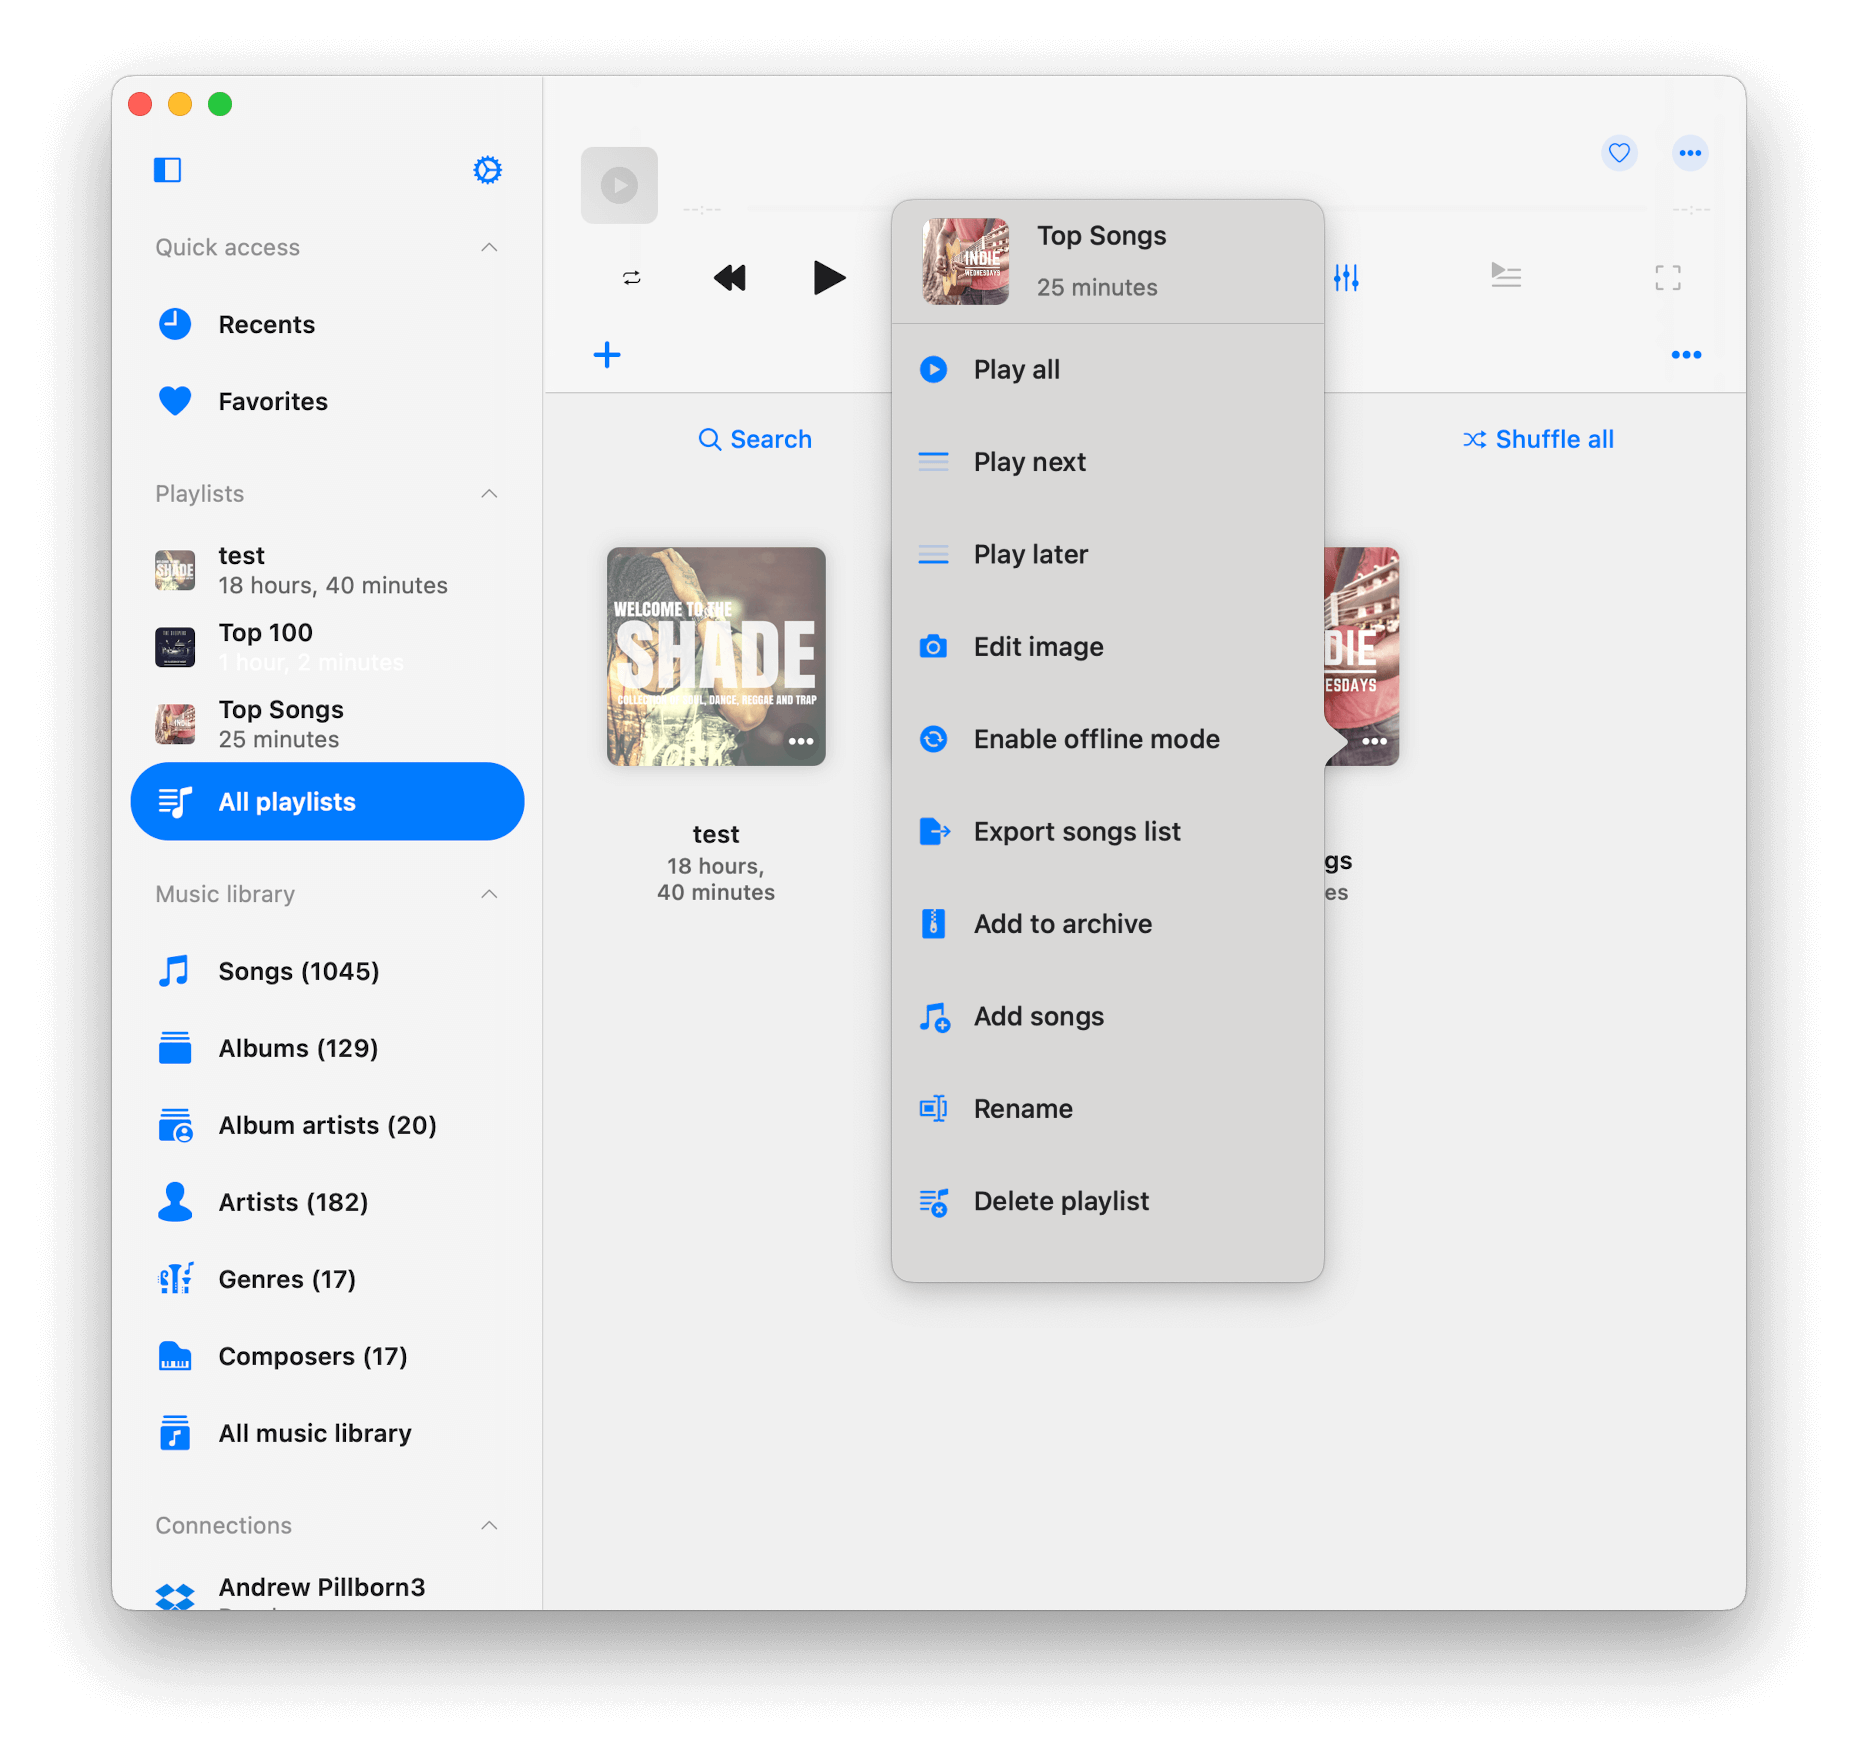 Quick access
Recents
Favorites
Playlists
test
18 hours, 40 minutes
Top 100
1 hour, 2 minutes
Top Songs
25 minutes
All playlists
Music library
Songs (1045)
Albums (129)
Album artists (20)
Artists (182)
Genres (17)
Composers (17)
All music library
Connections
Andrew Pillborn3
--:--
--:--
Search
Shuffle all
WELCOME TO THE
SHADE
test
18 hours,
40 minutes
INDIE
WEDNESDAYS
Top Songs
25 minutes
Play all
Play next
Play later
Edit image
Enable offline mode
Export songs list
Add to archive
Add songs
Rename
Delete playlist
DIE
ESDAYS
gs
es